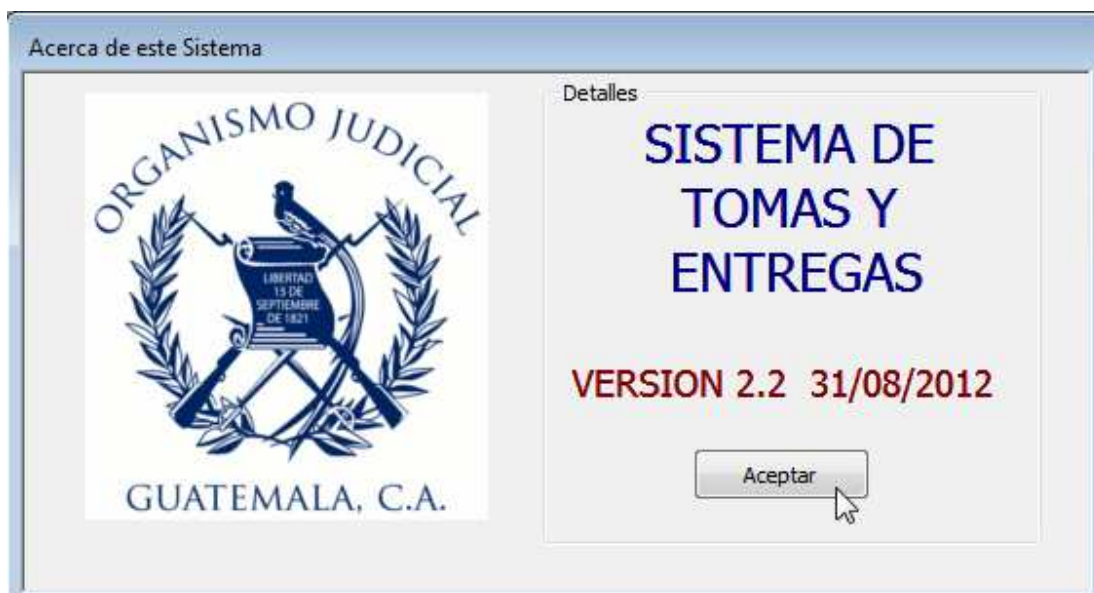 Acerca de este Sistema
ORGANISMO JUDICIAL
LIBERTAD
15 DE
SEPTIEMBRE
DE 1821
GUATEMALA, C.A.
Detalles
SISTEMA DE
TOMAS Y
ENTREGAS
VERSION 2.2 31/08/2012
Aceptar